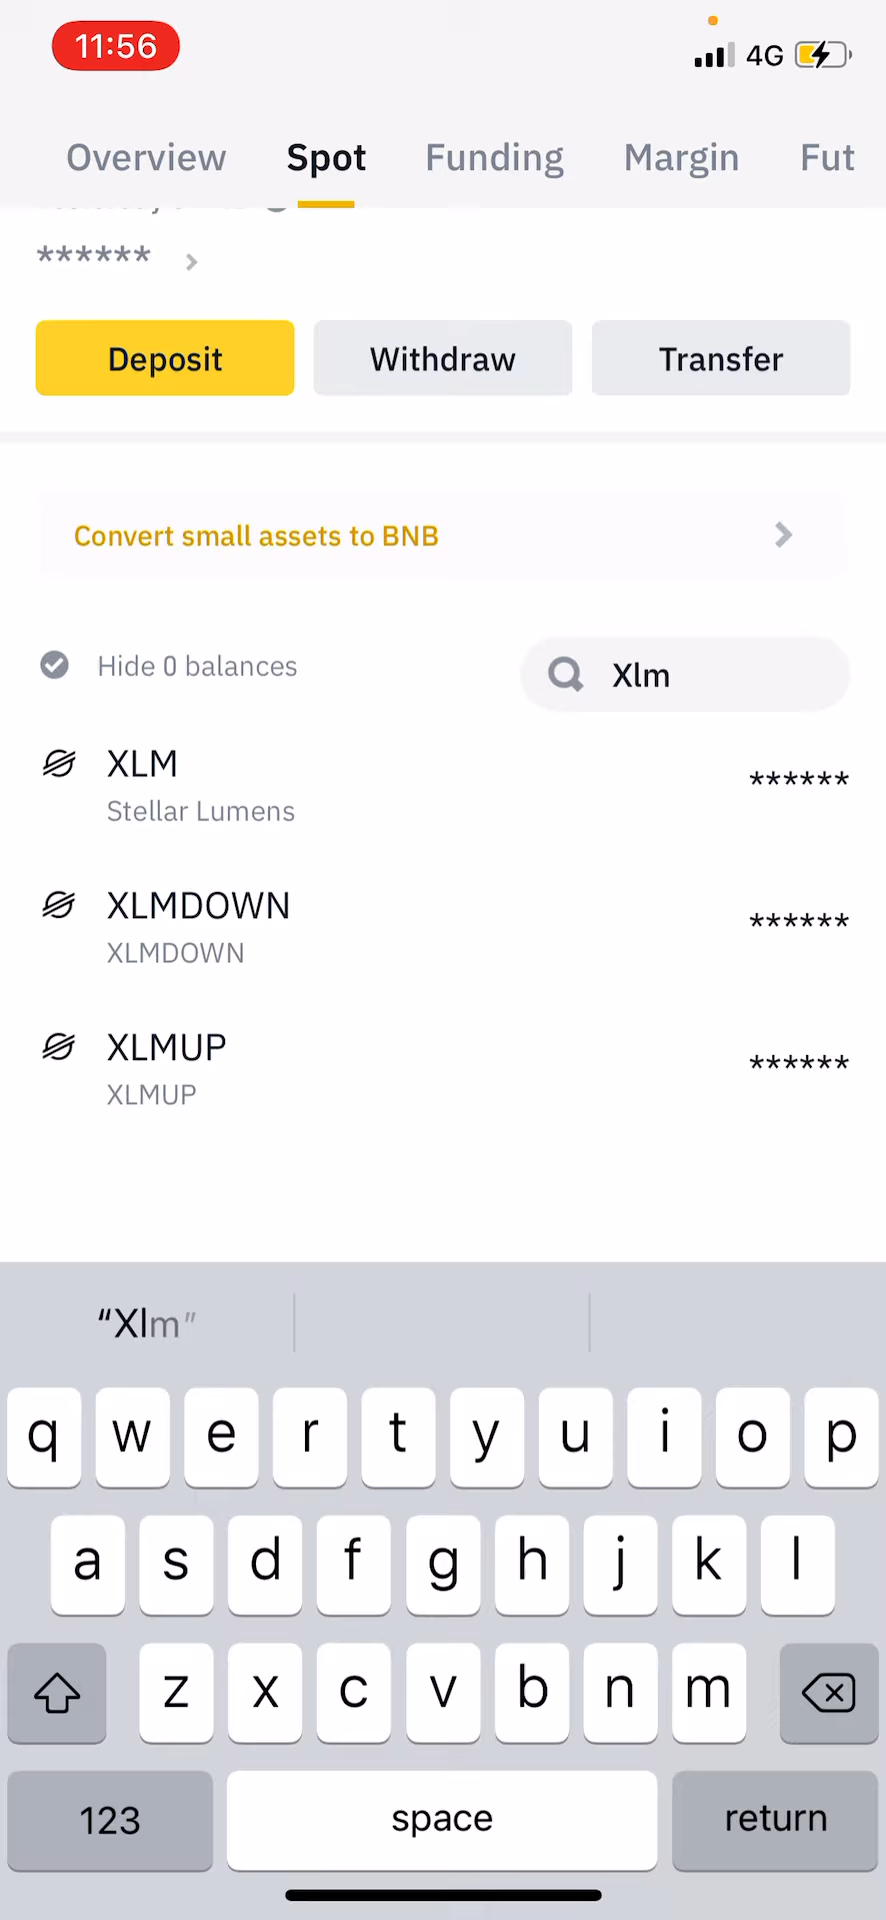 11:56
4G
Overview Spot Funding Margin Fut
****** >
Deposit Withdraw Transfer
Convert small assets to BNB
Hide 0 balances
Xlm
XLM
******
Stellar Lumens
XLMDOWN
******
XLMDOWN
XLMUP
******
XLMUP
“Xlm”
q w e r t y u i o p
a s d f g h j k l
z x c v b n m
123 space return